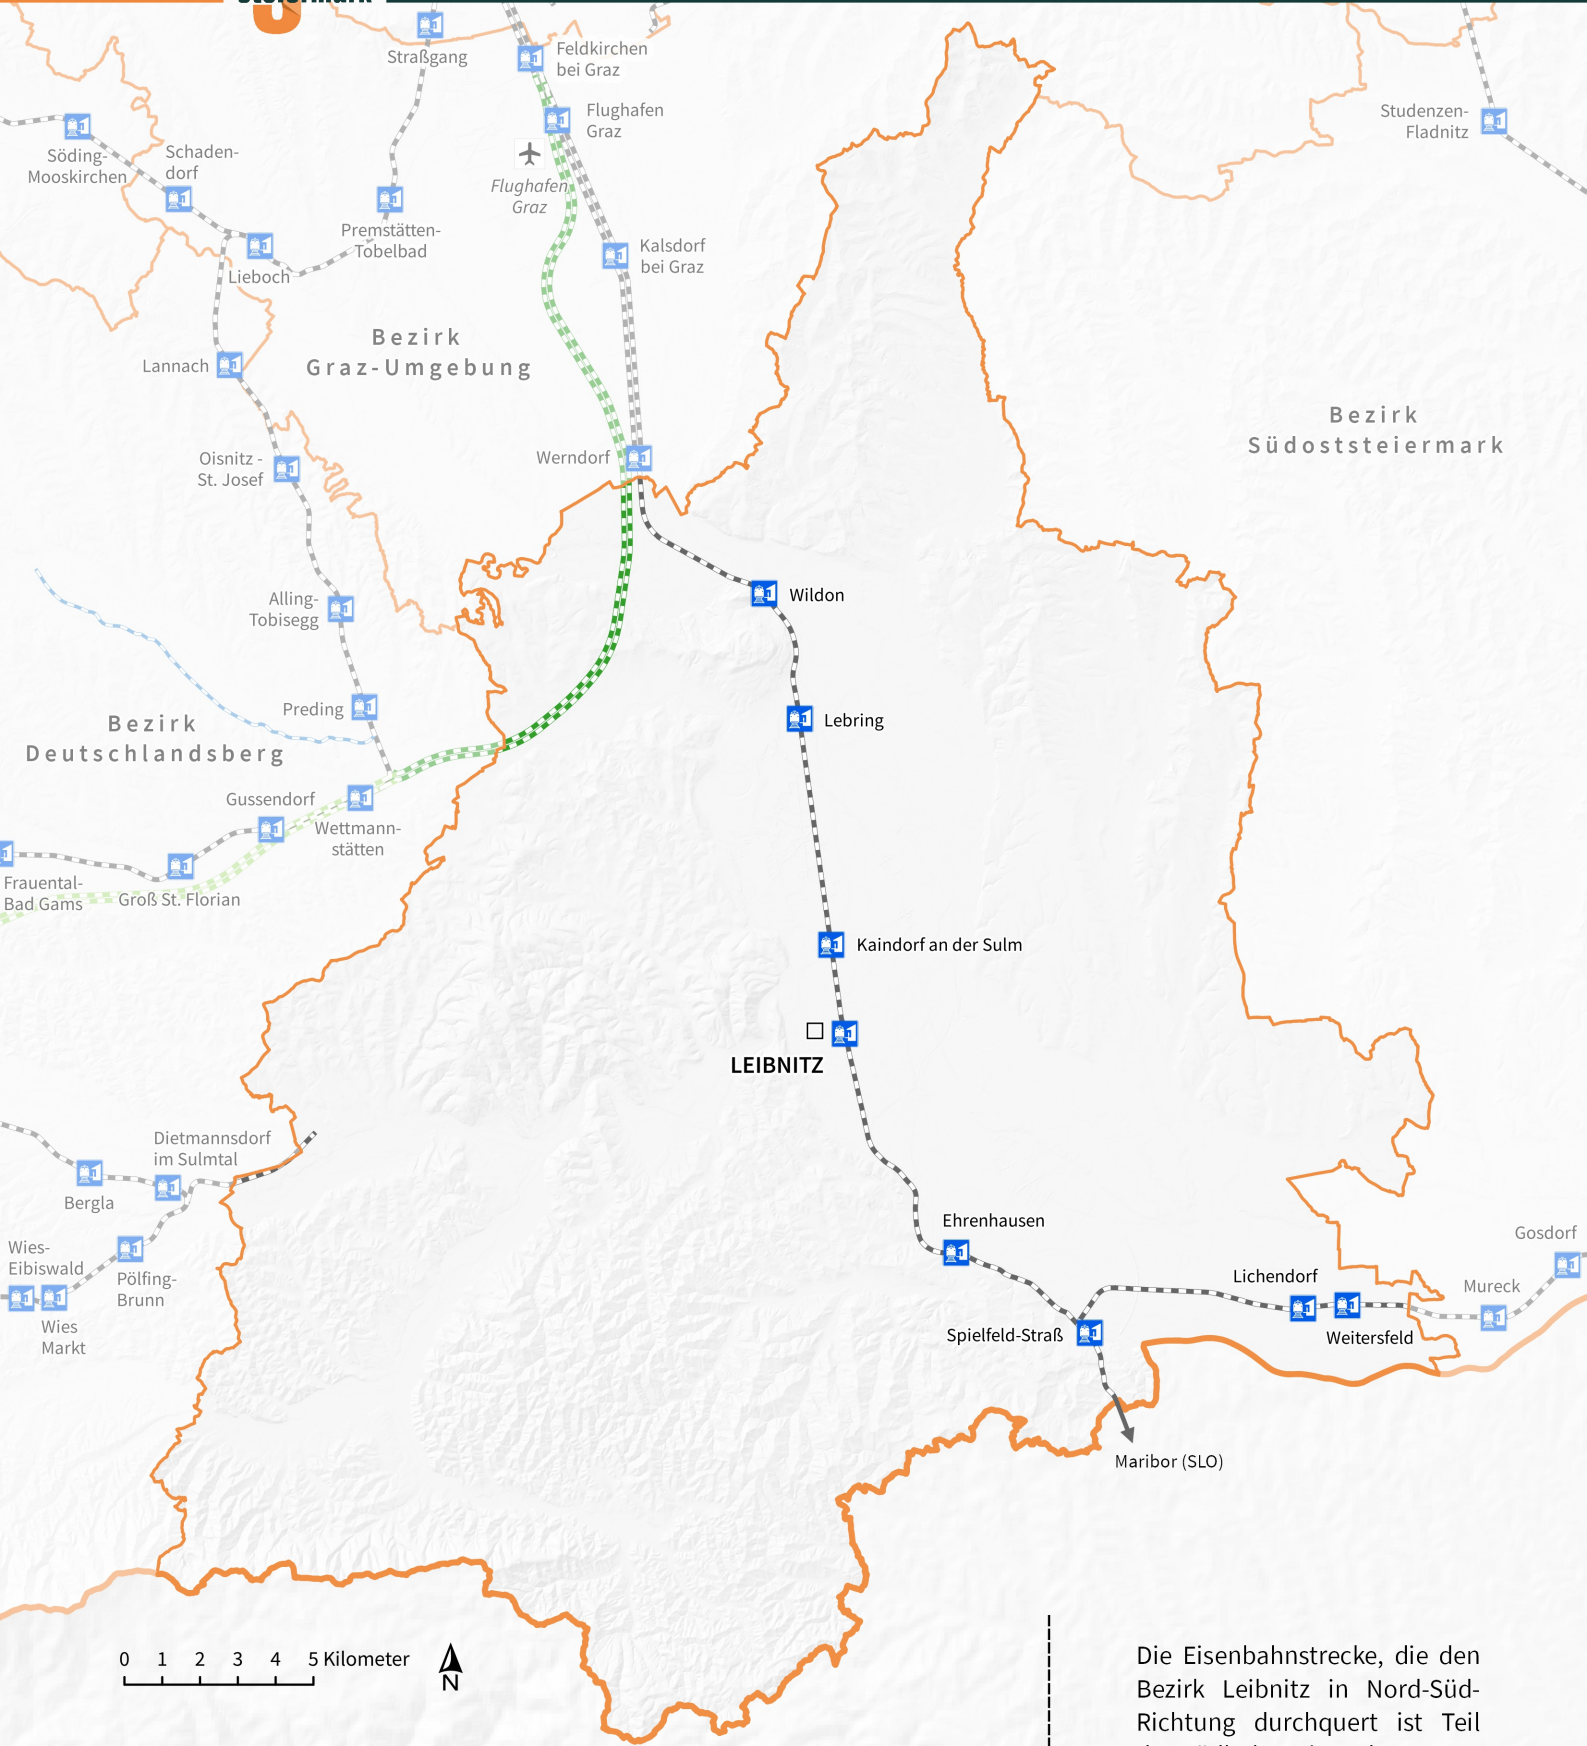 Steiermark
Straßgang
Feldkirchen
bei Graz
Flughafen
Graz
Flughafen
Graz
Studenzen-
Fladnitz
Söding-
Mooskirchen
Schaden-
dorf
Premstätten-
Tobelbad
Lieboch
Kalsdorf
bei Graz
Bezirk
Graz-Umgebung
Lannach
Bezirk
Südoststeiermark
Oisnitz -
St. Josef
Werndorf
Alling-
Tobisegg
Wildon
Preding
Lebring
Bezirk
Deutschlandsberg
Gussendorf
Wettmann-
stätten
Frauental-
Bad Gams
Groß St. Florian
Kaindorf an der Sulm
LEIBNITZ
Dietmannsdorf
im Sulmtal
Bergla
Wies-
Eibiswald
Pölfing-
Brunn
Wies
Markt
Ehrenhausen
Gosdorf
Lichendorf
Mureck
Spielfeld-Straß
Weitersfeld
Maribor (SLO)
0 1 2 3 4 5 Kilometer
N
Die Eisenbahnstrecke, die den
Bezirk Leibnitz in Nord-Süd-
Richtung durchquert ist Teil